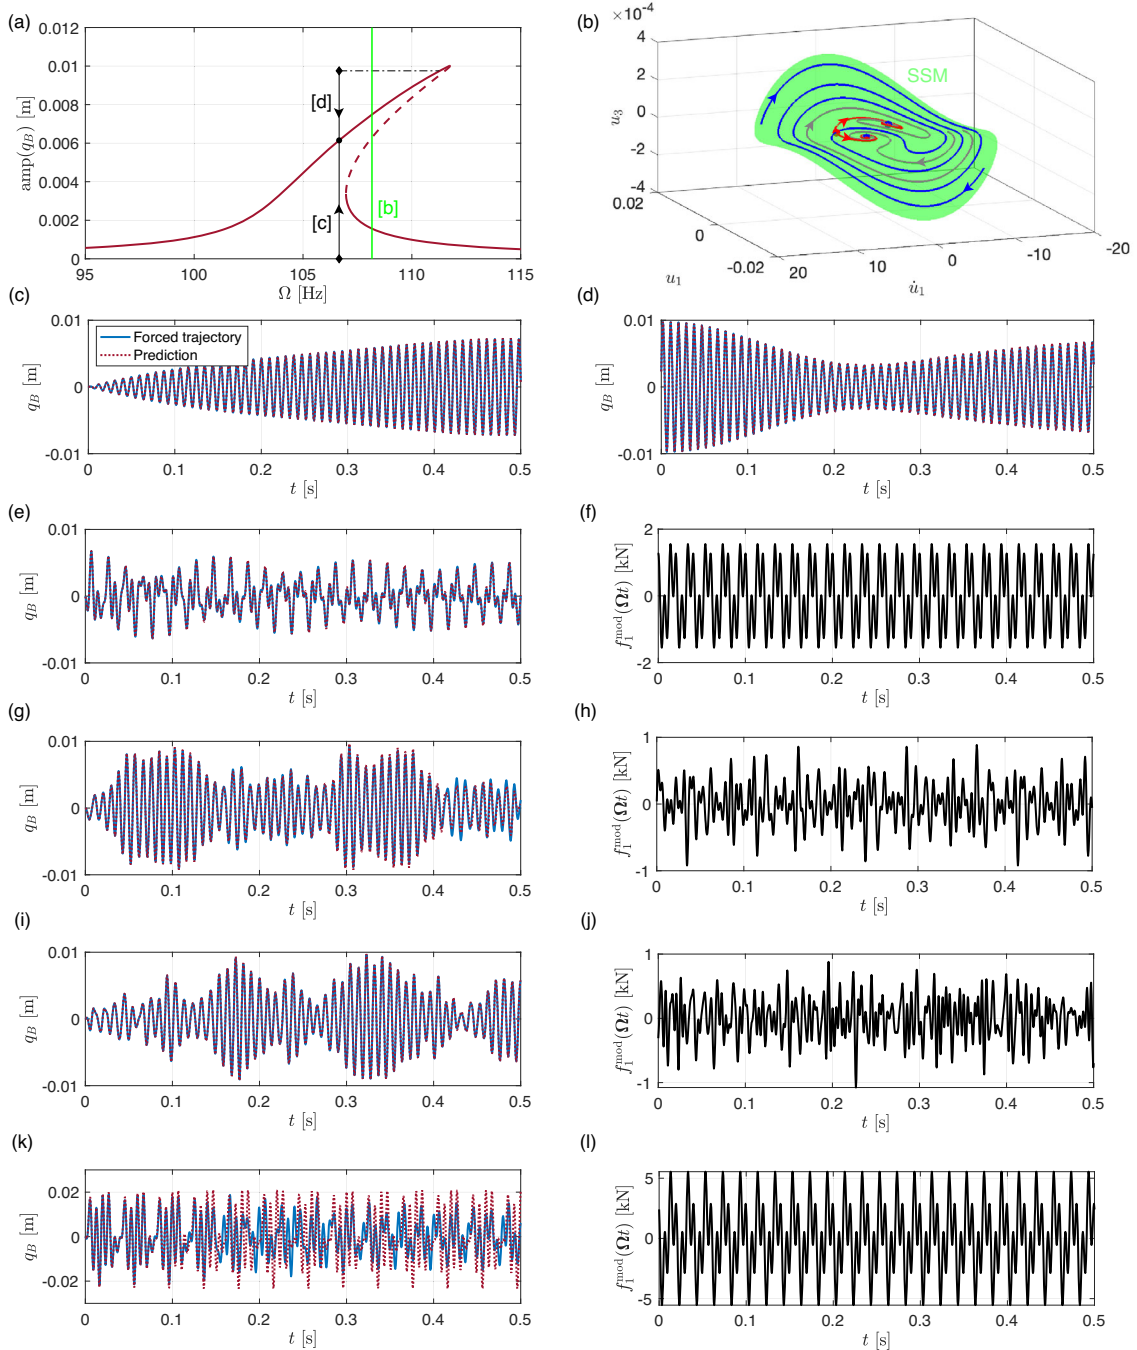 (a)
0.012
0.01
0.008
0.006
0.004
0.002
0
amp(q_B) [m]
[d]
[c]
[b]
95 100 105 110 115
Ω [Hz]
(b)
×10⁻⁴
4
2
0
-2
-4
u₃
SSM
0.02
0
-0.02
u₁
20 10 0 -10 -20
u̇₁
(c)
0.01
0
-0.01
q_B [m]
Forced trajectory
Prediction
0 0.1 0.2 0.3 0.4 0.5
t [s]
(d)
0.01
0
-0.01
q_B [m]
0 0.1 0.2 0.3 0.4 0.5
t [s]
(e)
0.01
0
-0.01
q_B [m]
0 0.1 0.2 0.3 0.4 0.5
t [s]
(f)
2
0
-2
f₁^mod(Ωt) [kN]
0 0.1 0.2 0.3 0.4 0.5
t [s]
(g)
0.01
0
-0.01
q_B [m]
0 0.1 0.2 0.3 0.4 0.5
t [s]
(h)
1
0
-1
f₁^mod(Ωt) [kN]
0 0.1 0.2 0.3 0.4 0.5
t [s]
(i)
0.01
0
-0.01
q_B [m]
0 0.1 0.2 0.3 0.4 0.5
t [s]
(j)
1
0
-1
f₁^mod(Ωt) [kN]
0 0.1 0.2 0.3 0.4 0.5
t [s]
(k)
0.02
0
-0.02
q_B [m]
0 0.1 0.2 0.3 0.4 0.5
t [s]
(l)
5
0
-5
f₁^mod(Ωt) [kN]
0 0.1 0.2 0.3 0.4 0.5
t [s]